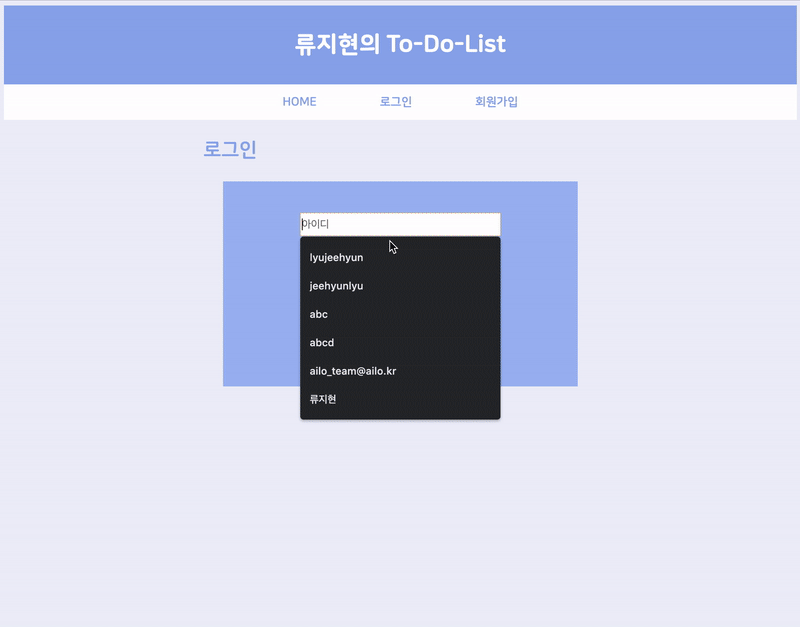 류지현의 To-Do-List
HOME 로그인 회원가입
로그인
아이디
lyujeehyun
jeehyunlyu
abc
abcd
ailo_team@ailo.kr
류지현